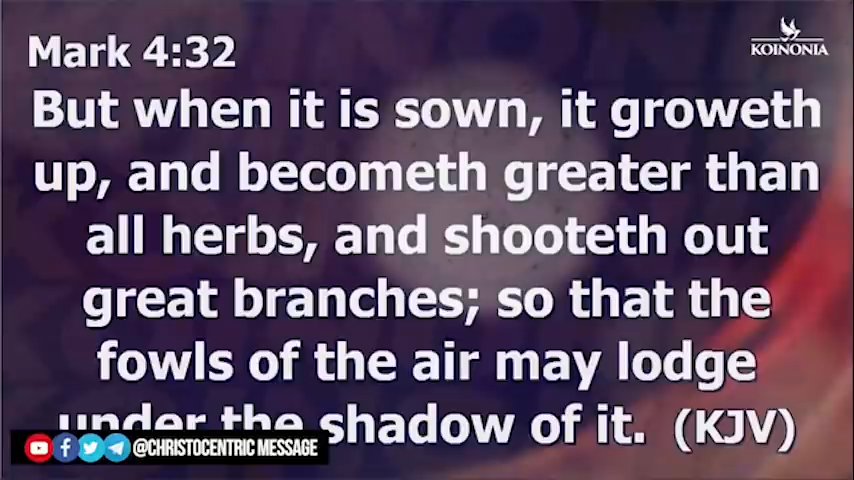 Mark 4:32
KOINONIA
But when it is sown, it groweth
up, and becometh greater than
all herbs, and shooteth out
great branches; so that the
fowls of the air may lodge
under the shadow of it. (KJV)
@CHRISTOCENTRIC MESSAGE